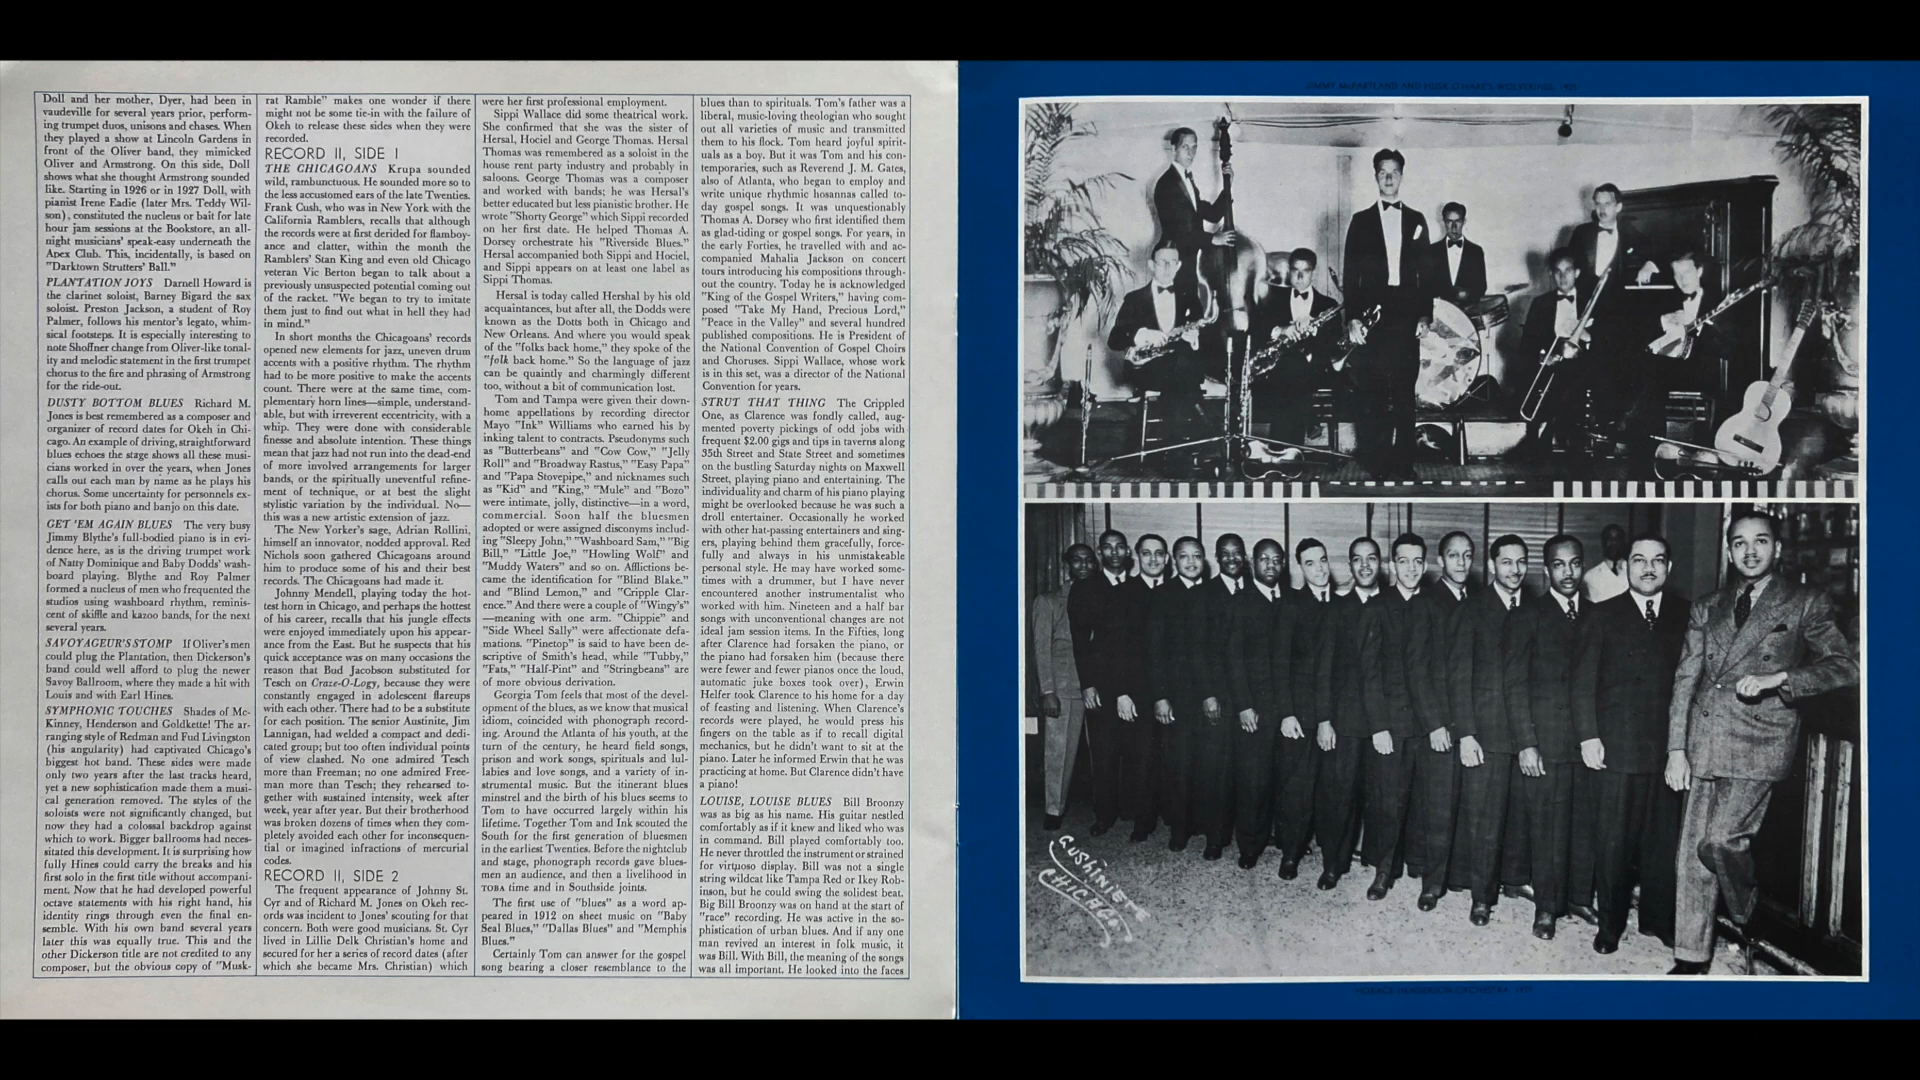 Doll and her mother, Dyer, had been in
vaudeville for several years prior, perform-
ing trumpet duos, unisons and chases. When
they played a show at Lincoln Gardens in
front of the Oliver band, they mimicked
Oliver and Armstrong. On this side, Doll
shows what she thought Armstrong sounded
like. Starting in 1926 or in 1927 Doll, with
pianist Irene Eadie (later Mrs. Teddy Wil-
son), constituted the nucleus or bait for late
hour jam sessions at the Bookstore, an all-
night musicians' speak-easy underneath the
Apex Club. This, incidentally, is based on
"Darktown Strutters' Ball."
PLANTATION JOYS Darnell Howard is
the clarinet soloist, Barney Bigard the sax
soloist. Preston Jackson, a student of Roy
Palmer, follows his mentor's legato, whim-
sical footsteps. It is especially interesting to
note Shoffner change from Oliver-like tonal-
ity and melodic statement in the first trumpet
chorus to the fire and phrasing of Armstrong
for the ride-out.
DUSTY BOTTOM BLUES Richard M.
Jones is best remembered as a composer and
organizer of record dates for Okeh in Chi-
cago. An example of driving, straightforward
blues echoes the stage shows all these musi-
cians worked in over the years, when Jones
calls out each man by name as he plays his
chorus. Some uncertainty for personnels ex-
ists for both piano and banjo on this date.
GET 'EM AGAIN BLUES The very busy
Jimmy Blythe's full-bodied piano is in evi-
dence here, as is the driving trumpet work
of Natty Dominique and Baby Dodds' wash-
board playing. Blythe and Roy Palmer
formed a nucleus of men who frequented the
studios using washboard rhythm, reminis-
cent of skiffle and kazoo bands, for the next
several years.
SAVOYAGEUR'S STOMP If Oliver's men
could plug the Plantation, then Dickerson's
band could well afford to plug the newer
Savoy Ballroom, where they made a hit with
Louis and with Earl Hines.
SYMPHONIC TOUCHES Shades of Mc-
Kinney, Henderson and Goldkette! The ar-
ranging style of Redman and Fud Livingston
(his angularity) had captivated Chicago's
biggest hot band. These sides were made
only two years after the last tracks heard,
yet a new sophistication made them a musi-
cal generation removed. The styles of the
soloists were not significantly changed, but
now they had a colossal backdrop against
which to work. Bigger ballrooms had neces-
sitated this development. It is surprising how
fully Hines could carry the breaks and his
first solo in the first title without accompani-
ment. Now that he had developed powerful
octave statements with his right hand, his
identity rings through even the final en-
semble. With his own band several years
later this was equally true. This and the
other Dickerson title are not credited to any
composer, but the obvious copy of "Musk-
rat Ramble" makes one wonder if there
might not be some tie-in with the failure of
Okeh to release these sides when they were
recorded.
RECORD II, SIDE 1
THE CHICAGOANS Krupa sounded
wild, rambunctuous. He sounded more so to
the less accustomed ears of the late Twenties.
Frank Cush, who was in New York with the
California Ramblers, recalls that although
the records were at first derided for flamboy-
ance and clatter, within the month the
Ramblers' Stan King and even old Chicago
veteran Vic Berton began to talk about a
previously unsuspected potential coming out
of the racket. "We began to try to imitate
them just to find out what in hell they had
in mind."
In short months the Chicagoans' records
opened new elements for jazz, uneven drum
accents with a positive rhythm. The rhythm
had to be more positive to make the accents
count. There were at the same time, com-
plementary horn lines—simple, understand-
able, but with irreverent eccentricity, with a
whip. They were done with considerable
finesse and absolute intention. These things
mean that jazz had not run into the dead-end
of more involved arrangements for larger
bands, or the spiritually uneventful refine-
ment of technique, or at best the slight
stylistic variation by the individual. No—
this was a new artistic extension of jazz.
The New Yorker's sage, Adrian Rollini,
himself an innovator, nodded approval. Red
Nichols soon gathered Chicagoans around
him to produce some of his and their best
records. The Chicagoans had made it.
Johnny Mendell, playing today the hot-
test horn in Chicago, and perhaps the hottest
of his career, recalls that his jungle effects
were enjoyed immediately upon his appear-
ance from the East. But he suspects that his
quick acceptance was on many occasions the
reason that Bud Jacobson substituted for
Tesch on Craze-O-Logy, because they were
constantly engaged in adolescent flareups
with each other. There had to be a substitute
for each position. The senior Austinite, Jim
Lannigan, had welded a compact and dedi-
cated group; but too often individual points
of view clashed. No one admired Tesch
more than Freeman; no one admired Free-
man more than Tesch; they rehearsed to-
gether with sustained intensity, week after
week, year after year. But their brotherhood
was broken dozens of times when they com-
pletely avoided each other for inconsequen-
tial or imagined infractions of mercurial
codes.
RECORD II, SIDE 2
The frequent appearance of Johnny St.
Cyr and of Richard M. Jones on Okeh rec-
ords was incident to Jones' scouting for that
concern. Both were good musicians. St. Cyr
lived in Lillie Delk Christian's home and
secured for her a series of record dates (after
which she became Mrs. Christian) which
were her first professional employment.
Sippi Wallace did some theatrical work.
She confirmed that she was the sister of
Hersal, Hociel and George Thomas. Hersal
Thomas was remembered as a soloist in the
house rent party industry and probably in
saloons. George Thomas was a composer
and worked with bands; he was Hersal's
better educated but less pianistic brother. He
wrote "Shorty George" which Sippi recorded
on her first date. He helped Thomas A.
Dorsey orchestrate his "Riverside Blues."
Hersal accompanied both Sippi and Hociel,
and Sippi appears on at least one label as
Sippi Thomas.
Hersal is today called Hershal by his old
acquaintances, but after all, the Dodds were
known as the Dotts both in Chicago and
New Orleans. And where you would speak
of the "folks back home," they spoke of the
"folk back home." So the language of jazz
can be quaintly and charmingly different
too, without a bit of communication lost.
Tom and Tampa were given their down-
home appellations by recording director
Mayo "Ink" Williams who earned his by
inking talent to contracts. Pseudonyms such
as "Butterbeans" and "Cow Cow," "Jelly
Roll" and "Broadway Rastus," "Easy Papa"
and "Papa Stovepipe," and nicknames such
as "Kid" and "King," "Mule" and "Bozo"
were intimate, jolly, distinctive—in a word,
commercial. Soon half the bluesmen
adopted or were assigned disconyms includ-
ing "Sleepy John," "Washboard Sam," "Big
Bill," "Little Joe," "Howling Wolf" and
"Muddy Waters" and so on. Afflictions be-
came the identification for "Blind Blake,"
and "Blind Lemon," and "Cripple Clar-
ence." And there were a couple of "Wingy's"
—meaning with one arm. "Chippie" and
"Side Wheel Sally" were affectionate defa-
mations. "Pinetop" is said to have been de-
scriptive of Smith's head, while "Tubby,"
"Fats," "Half-Pint" and "Stringbeans" are
of more obvious derivation.
Georgia Tom feels that most of the devel-
opment of the blues, as we know that musical
idiom, coincided with phonograph record-
ing. Around the Atlanta of his youth, at the
turn of the century, he heard field songs,
prison and work songs, spirituals and lul-
labies and love songs, and a variety of in-
strumental music. But the itinerant blues
minstrel and the birth of his blues seems to
Tom to have occurred largely within his
lifetime. Together Tom and Ink scouted the
South for the first generation of bluesmen
in the earliest Twenties. Before the nightclub
and stage, phonograph records gave blues-
men an audience, and then a livelihood in
TOBA time and in Southside joints.
The first use of "blues" as a word ap-
peared in 1912 on sheet music on "Baby
Seal Blues," "Dallas Blues" and "Memphis
Blues."
Certainly Tom can answer for the gospel
song bearing a closer resemblance to the
blues than to spirituals. Tom's father was a
liberal, music-loving theologian who sought
out all varieties of music and transmitted
them to his flock. Tom heard joyful spirit-
uals as a boy. But it was Tom and his con-
temporaries, such as Reverend J. M. Gates,
also of Atlanta, who began to employ and
write unique rhythmic hosannas called to-
day gospel songs. It was unquestionably
Thomas A. Dorsey who first identified them
as glad-tiding or gospel songs. For years, in
the early Forties, he travelled with and ac-
companied Mahalia Jackson on concert
tours introducing his compositions through-
out the country. Today he is acknowledged
"King of the Gospel Writers," having com-
posed "Take My Hand, Precious Lord,"
"Peace in the Valley" and several hundred
published compositions. He is President of
the National Convention of Gospel Choirs
and Choruses. Sippi Wallace, whose work
is in this set, was a director of the National
Convention for years.
STRUT THAT THING The Crippled
One, as Clarence was fondly called, aug-
mented poverty pickings of odd jobs with
frequent $2.00 gigs and tips in taverns along
35th Street and State Street and sometimes
on the bustling Saturday nights on Maxwell
Street, playing piano and entertaining. The
individuality and charm of his piano playing
might be overlooked because he was such a
droll entertainer. Occasionally he worked
with other hat-passing entertainers and sing-
ers, playing behind them gracefully, force-
fully and always in his unmistakeable
personal style. He may have worked some-
times with a drummer, but I have never
encountered another instrumentalist who
worked with him. Nineteen and a half bar
songs with unconventional changes are not
ideal jam session items. In the Fifties, long
after Clarence had forsaken the piano, or
the piano had forsaken him (because there
were fewer and fewer pianos once the loud,
automatic juke boxes took over), Erwin
Helfer took Clarence to his home for a day
of feasting and listening. When Clarence's
records were played, he would press his
fingers on the table as if to recall digital
mechanics, but he didn't want to sit at the
piano. Later he informed Erwin that he was
practicing at home. But Clarence didn't have
a piano!
LOUISE, LOUISE BLUES Bill Broonzy
was as big as his name. His guitar nestled
comfortably as if it knew and liked who was
in command. Bill played comfortably too.
He never throttled the instrument or strained
for virtuoso display. Bill was not a single
string wildcat like Tampa Red or Ikey Rob-
inson, but he could swing the solidest beat.
Big Bill Broonzy was on hand at the start of
"race" recording. He was active in the so-
phistication of urban blues. And if any one
man revived an interest in folk music, it
was Bill. With Bill, the meaning of the songs
was all important. He looked into the faces
JIMMY McPARTLAND AND HUSK O'HARE'S WOLVERINES, 1925
CHICAGO
HORACE HENDERSON ORCHESTRA